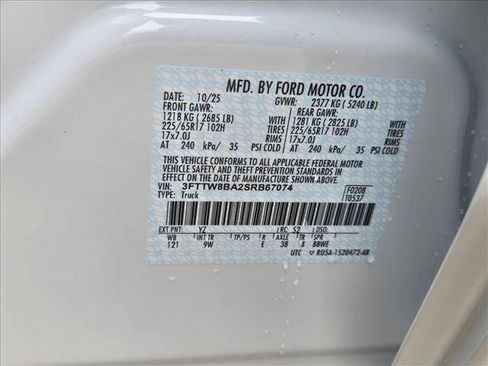 MFD. BY FORD MOTOR CO.
DATE: 10/25 GVWR: 2377 KG ( 5240 LB)
FRONT GAWR: REAR GAWR:
1218 KG ( 2685 LB) 1281 KG ( 2825 LB)
225/65R17 102H TIRES 225/65R17 102H TIRES
17x7.0J RIMS 17x7.0J RIMS
AT 240 kPa/ 35 PSI COLD AT 240 kPa/ 35 PSI COLD
THIS VEHICLE CONFORMS TO ALL APPLICABLE FEDERAL MOTOR
VEHICLE SAFETY AND THEFT PREVENTION STANDARDS IN EFFECT ON THE
DATE OF MANUFACTURE SHOWN ABOVE.
VIN: 3FTTW8BA2SRB67074 F0208
TYPE: Truck T0537
EXT PNT: YZ RC: 52 DSO:
WB INT TR TP/PS R AX TR SPR
121 9W E 38 8 BBWE
UTC RU5A-1520472-AB